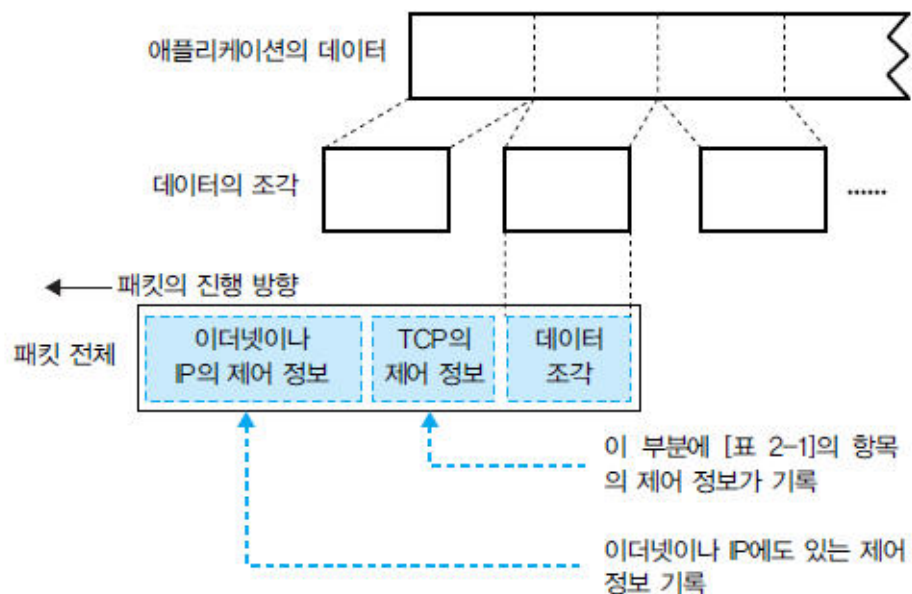 애플리케이션의 데이터
데이터의 조각
......
패킷의 진행 방향
패킷 전체
이더넷이나
IP의 제어 정보
TCP의
제어 정보
데이터
조각
이 부분에 [표 2-1]의 항목
의 제어 정보가 기록
이더넷이나 IP에도 있는 제어
정보 기록